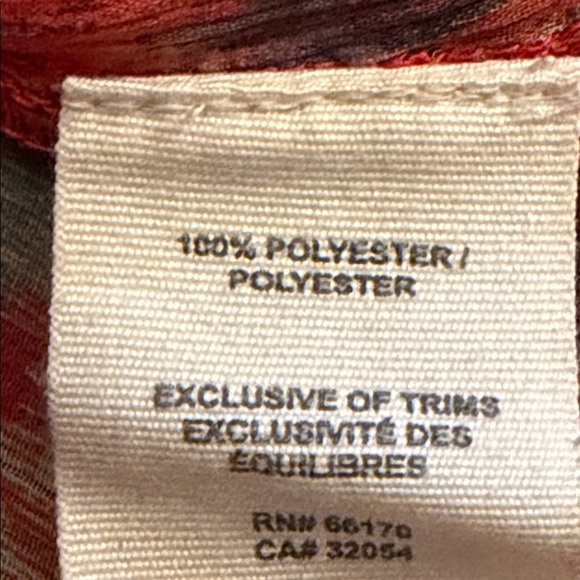 100% POLYESTER /
POLYESTER
EXCLUSIVE OF TRIMS
EXCLUSIVITÉ DES
ÉQUILIBRES
RN# 66170
CA# 32054